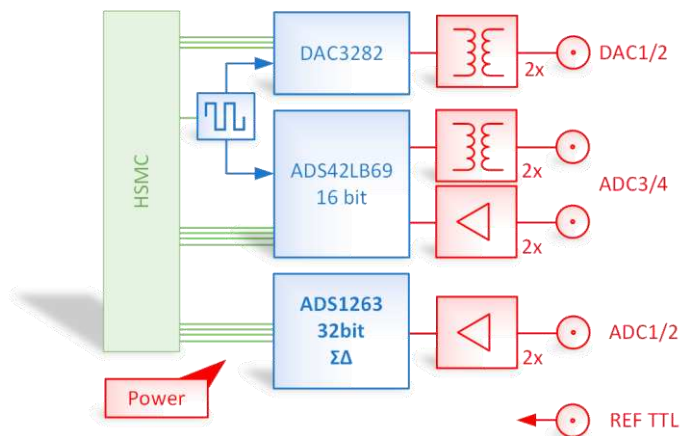 HSMC
DAC3282
2x
DAC1/2
ADS42LB69
16 bit
2x
ADC3/4
2x
ADS1263
32bit
ΣΔ
2x
ADC1/2
Power
REF TTL